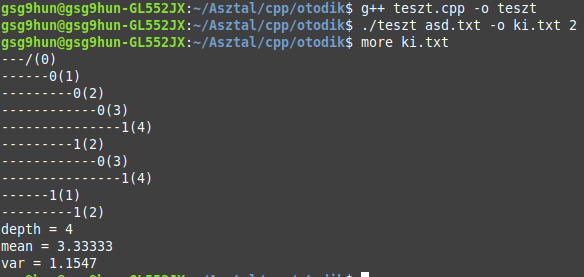 gsg9hun@gsg9hun-GL552JX:~/Asztal/cpp/otodik$ g++ teszt.cpp -o teszt
gsg9hun@gsg9hun-GL552JX:~/Asztal/cpp/otodik$ ./teszt asd.txt -o ki.txt 2
gsg9hun@gsg9hun-GL552JX:~/Asztal/cpp/otodik$ more ki.txt
---/(0)
------0(1)
---------0(2)
------------0(3)
---------------1(4)
---------1(2)
------------0(3)
---------------1(4)
------1(1)
---------1(2)
depth = 4
mean = 3.33333
var = 1.1547
gsg9hun@gsg9hun-GL552JX:~/Asztal/cpp/otodik$